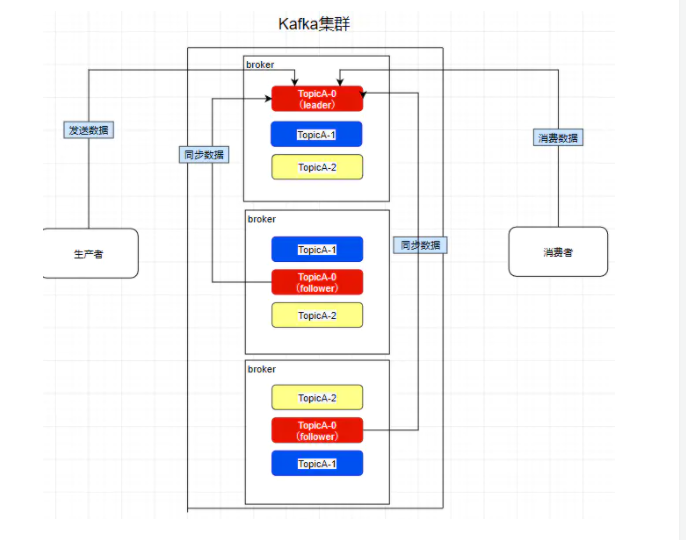 Kafka集群
broker
TopicA-0
（leader）
发送数据
TopicA-1
消费数据
同步数据
TopicA-2
broker
生产者
TopicA-1
同步数据
消费者
TopicA-0
（follower）
TopicA-2
broker
TopicA-2
TopicA-0
（follower）
TopicA-1